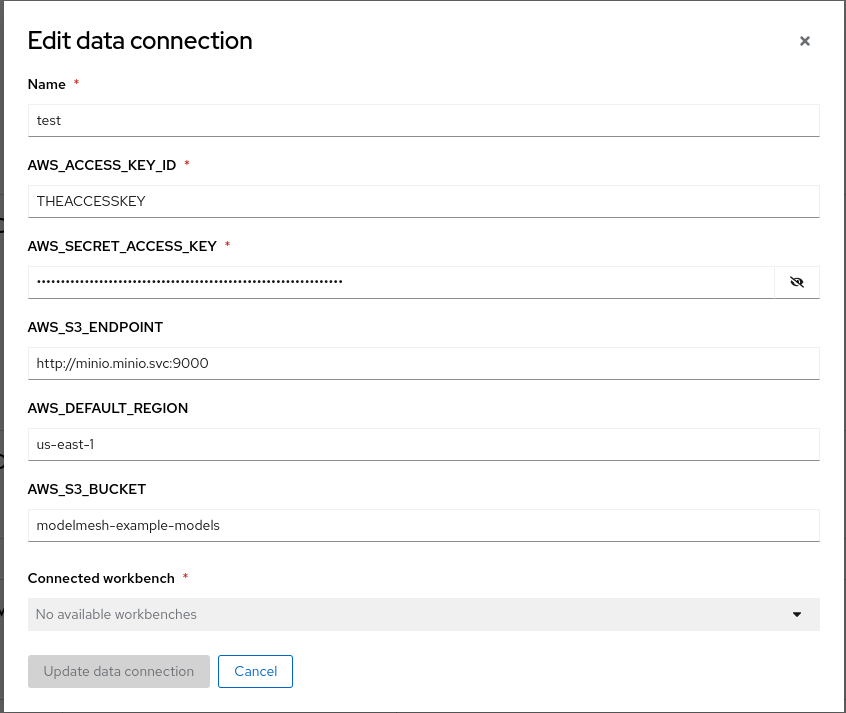 Edit data connection
Name *
test
AWS_ACCESS_KEY_ID *
THEACCESSKEY
AWS_SECRET_ACCESS_KEY *
AWS_S3_ENDPOINT
http://minio.minio.svc:9000
AWS_DEFAULT_REGION
us-east-1
AWS_S3_BUCKET
modelmesh-example-models
Connected workbench *
No available workbenches
Update data connection
Cancel